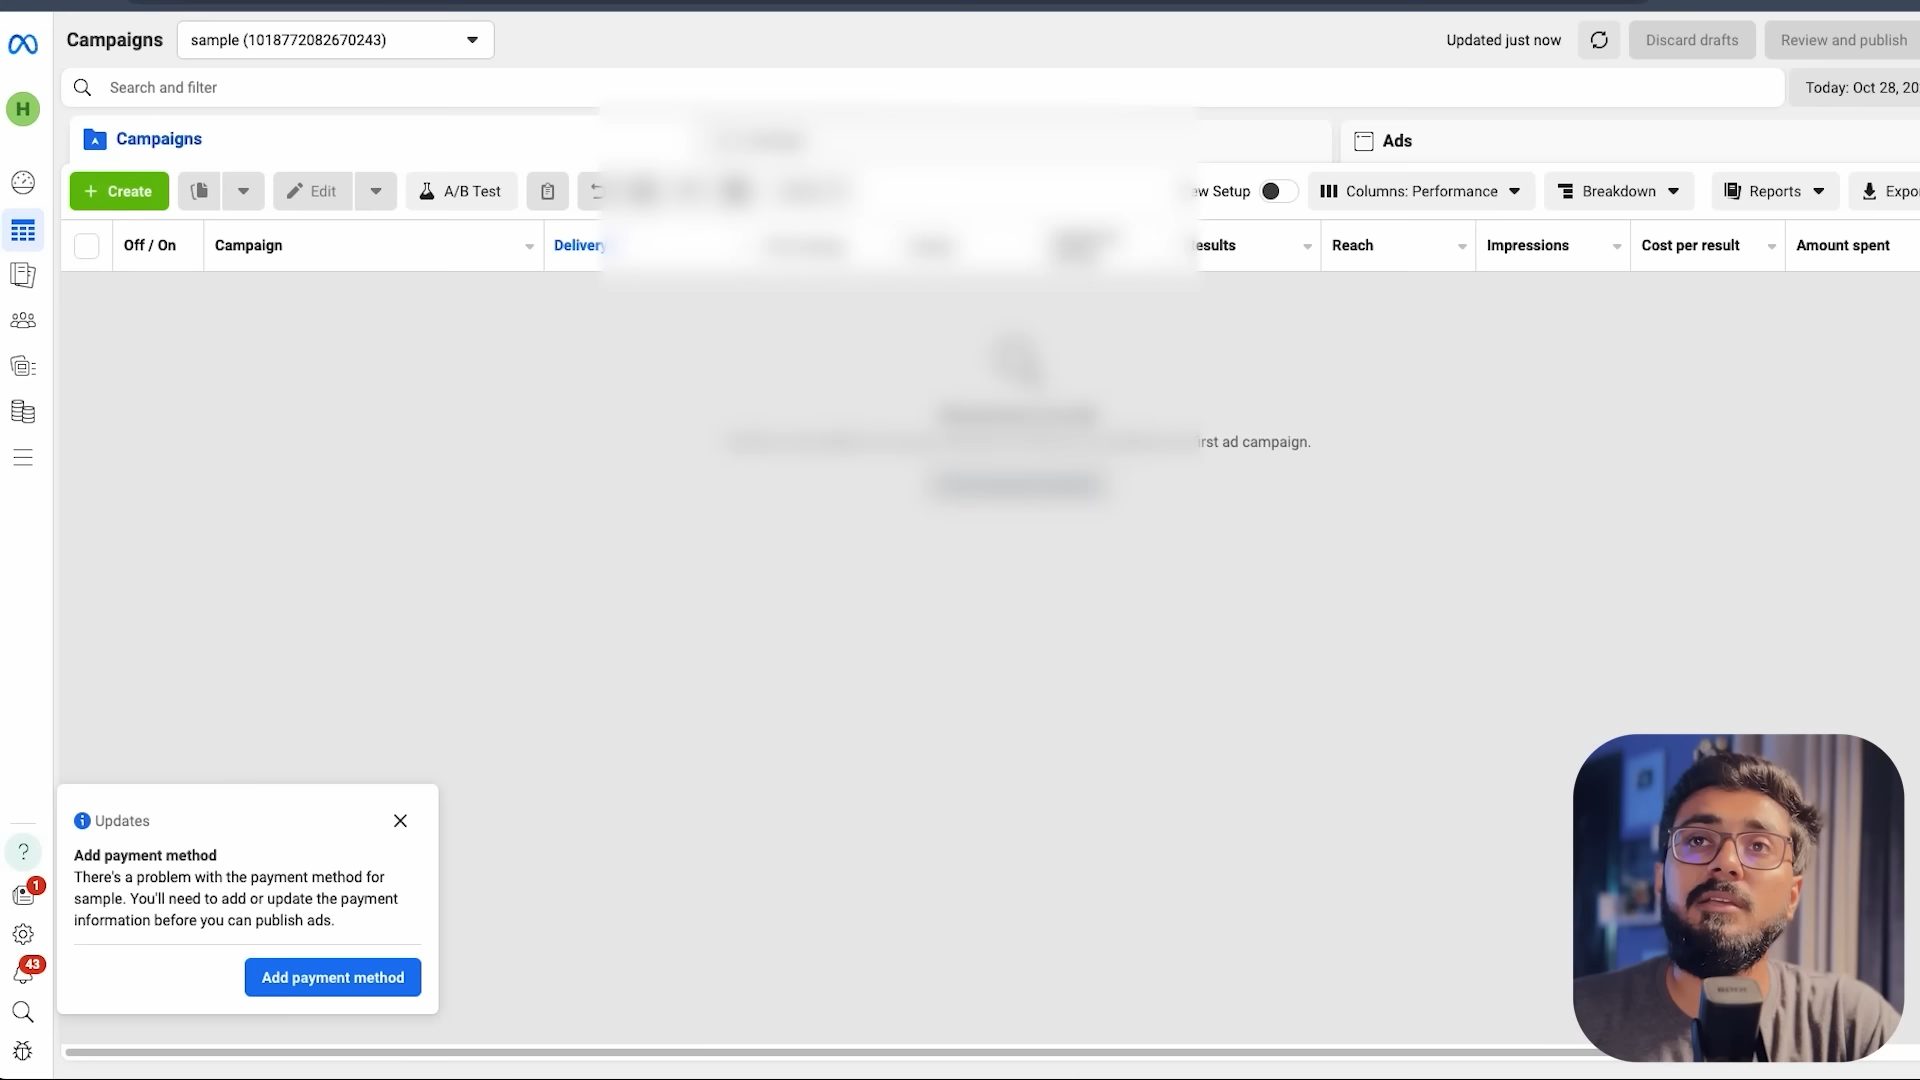 Campaigns
sample (1018772082670243)
Updated just now
Discard drafts
Review and publish
Search and filter
Today: Oct 28, 20
H
Campaigns
Ads
+ Create
Edit
A/B Test
Setup
Columns: Performance
Breakdown
Reports
Off / On
Campaign
Delivery
Reach
Impressions
Cost per result
Amount spent
ad campaign.
Updates
Add payment method
There's a problem with the payment method for
sample. You'll need to add or update the payment
information before you can publish ads.
Add payment method
?
1
43